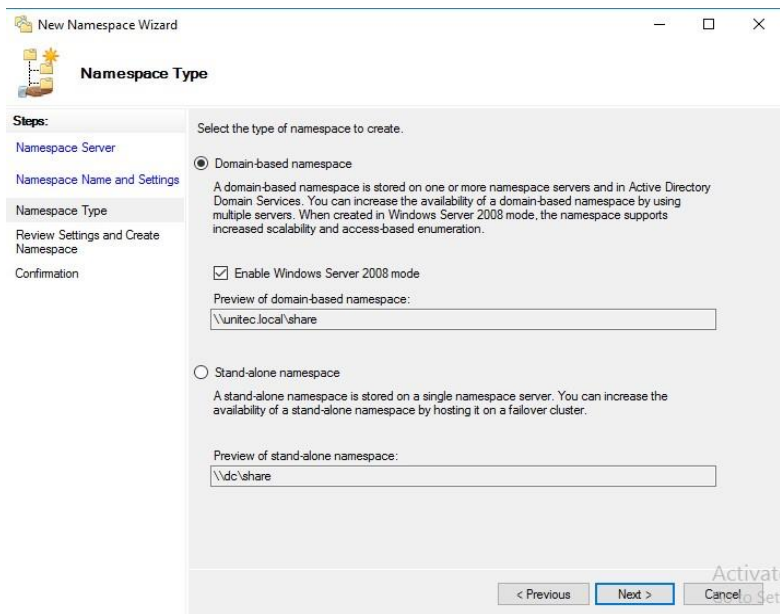 New Namespace Wizard
Namespace Type
Steps:
Namespace Server
Namespace Name and Settings
Namespace Type
Review Settings and Create
Namespace
Confirmation
Select the type of namespace to create.
Domain-based namespace
A domain-based namespace is stored on one or more namespace servers and in Active Directory
Domain Services. You can increase the availability of a domain-based namespace by using
multiple servers. When created in Windows Server 2008 mode, the namespace supports
increased scalability and access-based enumeration.
Enable Windows Server 2008 mode
Preview of domain-based namespace:
\\unitec.local\share
Stand-alone namespace
A stand-alone namespace is stored on a single namespace server. You can increase the
availability of a stand-alone namespace by hosting it on a failover cluster.
Preview of stand-alone namespace:
\\dc\share
Activat
< Previous
Next >
Cancel
to Set